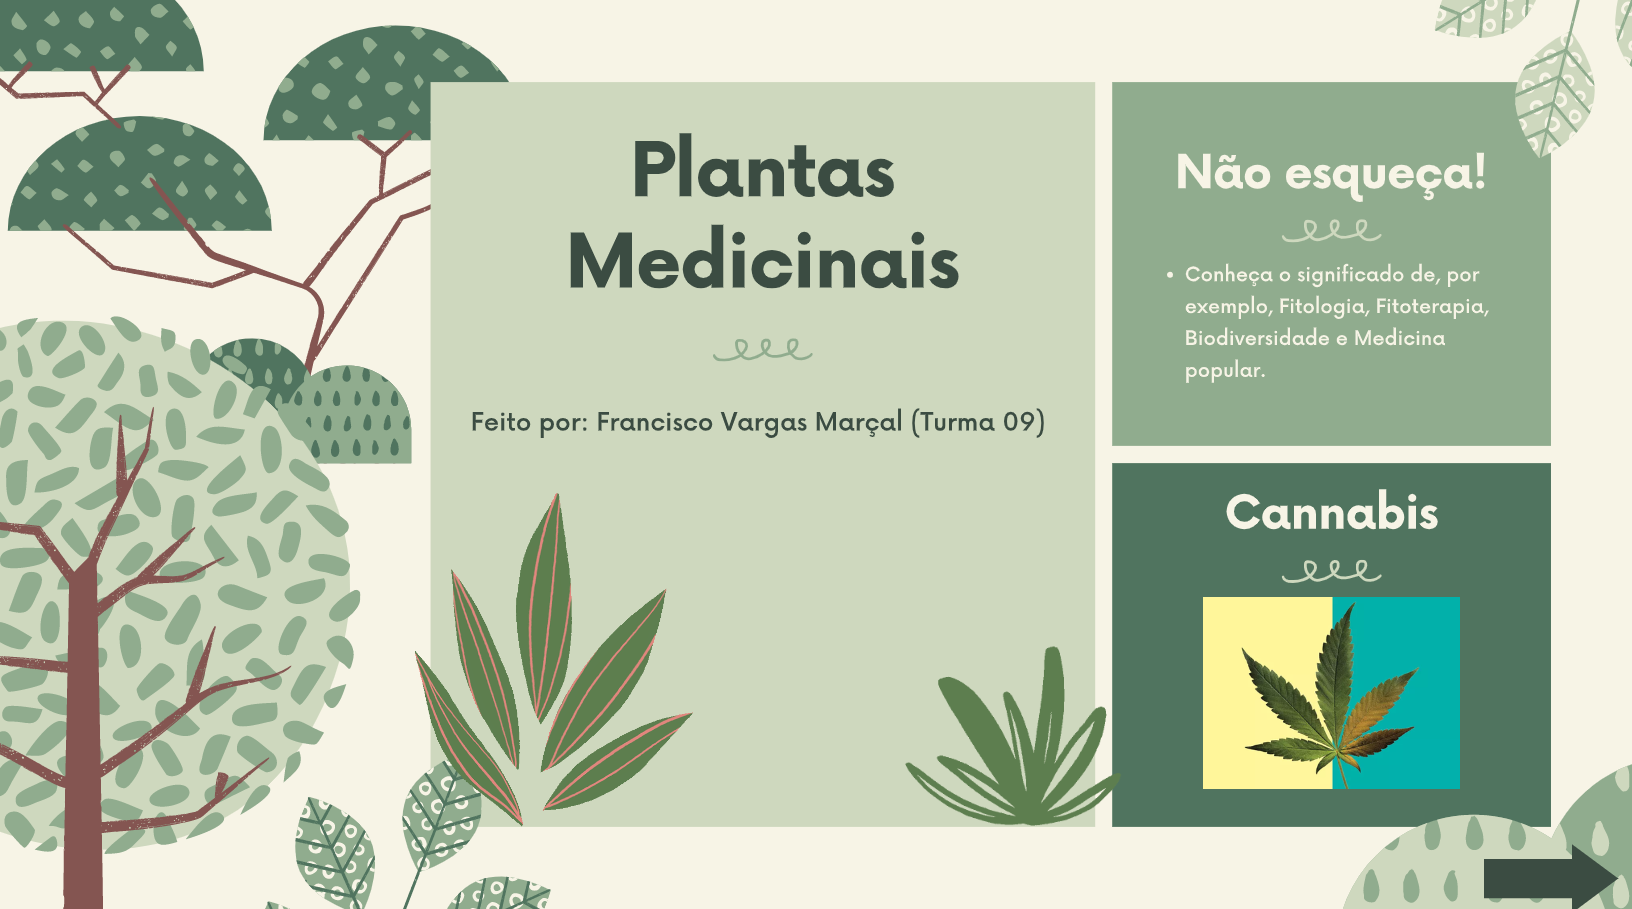 Plantas
Medicinais
Feito por: Francisco Vargas Marçal (Turma 09)
Não esqueça!
• Conheça o significado de, por
exemplo, Fitologia, Fitoterapia,
Biodiversidade e Medicina
popular.
Cannabis